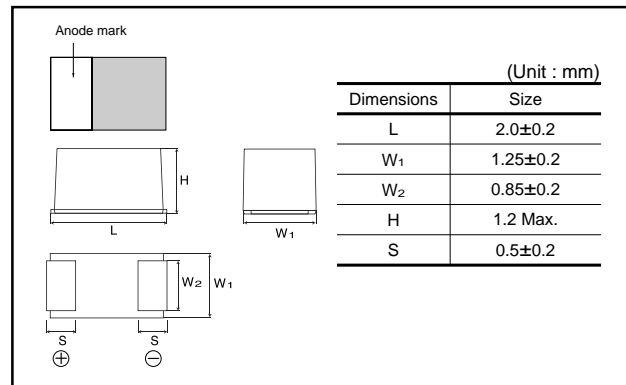 Anode mark
H
L
W1
W2
W1
S
S
⊕
⊖
(Unit : mm)
Dimensions Size
L 2.0±0.2
W1 1.25±0.2
W2 0.85±0.2
H 1.2 Max.
S 0.5±0.2